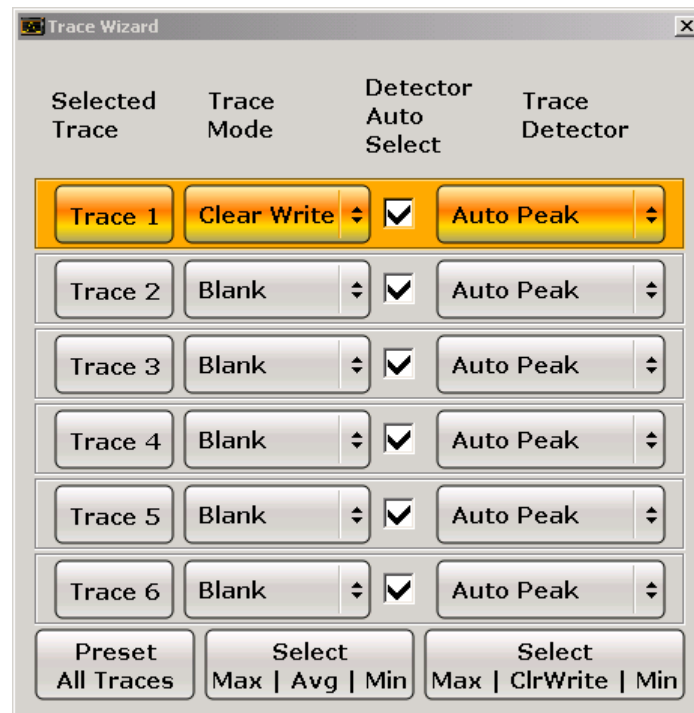 Trace Wizard
Selected Trace
Trace Mode
Detector Auto Select
Trace Detector
Trace 1 Clear Write Auto Peak
Trace 2 Blank Auto Peak
Trace 3 Blank Auto Peak
Trace 4 Blank Auto Peak
Trace 5 Blank Auto Peak
Trace 6 Blank Auto Peak
Preset All Traces
Select Max | Avg | Min
Select Max | ClrWrite | Min